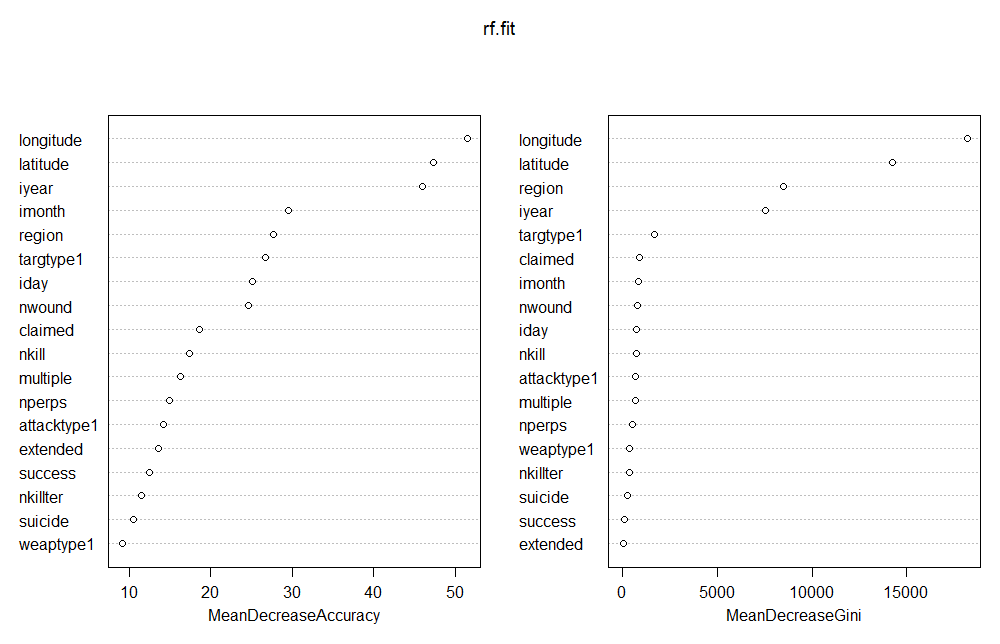 rf.fit
longitude
latitude
iyear
imonth
region
targtype1
iday
nwound
claimed
nkill
multiple
nperps
attacktype1
extended
success
nkillter
suicide
weaptype1
10 20 30 40 50
MeanDecreaseAccuracy
longitude
latitude
region
iyear
targtype1
claimed
imonth
nwound
iday
nkill
attacktype1
multiple
nperps
weaptype1
nkillter
suicide
success
extended
0 5000 10000 15000
MeanDecreaseGini